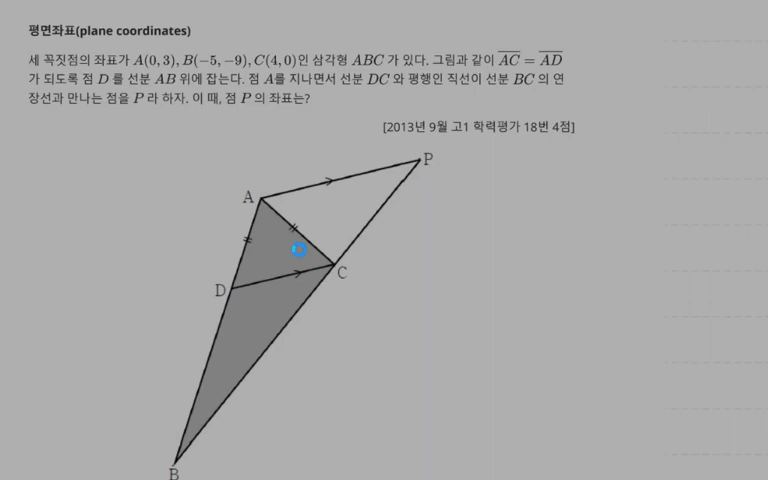 평면좌표(plane coordinates)
세 꼭짓점의 좌표가 A(0, 3), B(−5, −9), C(4, 0)인 삼각형 ABC 가 있다. 그림과 같이 \overline{AC} = \overline{AD}
가 되도록 점 D 를 선분 AB 위에 잡는다. 점 A를 지나면서 선분 DC 와 평행인 직선이 선분 BC 의 연
장선과 만나는 점을 P 라 하자. 이 때, 점 P 의 좌표는?
[2013년 9월 고1 학력평가 18번 4점]
P
A
C
D
B